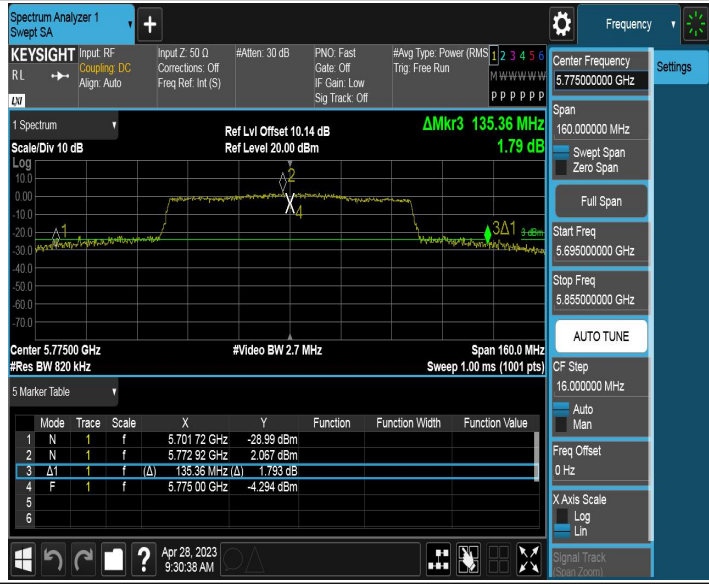 Spectrum Analyzer 1
Swept SA
Frequency
KEYSIGHT
RL
LXI
Input: RF
Coupling: DC
Align: Auto
Input Z: 50 Ω
Corrections: Off
Freq Ref: Int (S)
#Atten: 30 dB
PNO: Fast
Gate: Off
IF Gain: Low
Sig Track: Off
#Avg Type: Power (RMS
Trig: Free Run
1 2 3 4 5 6
M W W W W W
P P P P P P
Center Frequency
5.775000000 GHz
Settings
Span
160.000000 MHz
Swept Span
Zero Span
Full Span
Start Freq
5.695000000 GHz
Stop Freq
5.855000000 GHz
AUTO TUNE
CF Step
16.000000 MHz
Auto
Man
Freq Offset
0 Hz
X Axis Scale
Log
Lin
Signal Track
(Span Zoom)
1 Spectrum
Scale/Div 10 dB
Ref Lvl Offset 10.14 dB
Ref Level 20.00 dBm
ΔMkr3 135.36 MHz
1.79 dB
Log
10.0
0.00
-10.0
-20.0
-30.0
-40.0
-50.0
-60.0
-70.0
1
2
4
3Δ1
Center 5.77500 GHz
#Res BW 820 kHz
#Video BW 2.7 MHz
Span 160.0 MHz
Sweep 1.00 ms (1001 pts)
5 Marker Table
Mode Trace Scale X Y Function Function Width Function Value
1 N 1 f 5.701 72 GHz -28.99 dBm
2 N 1 f 5.772 92 GHz 2.067 dBm
3 Δ1 1 f (Δ) 135.36 MHz (Δ) 1.793 dB
4 F 1 f 5.775 00 GHz -4.294 dBm
5
6
?
Apr 28, 2023
9:30:38 AM